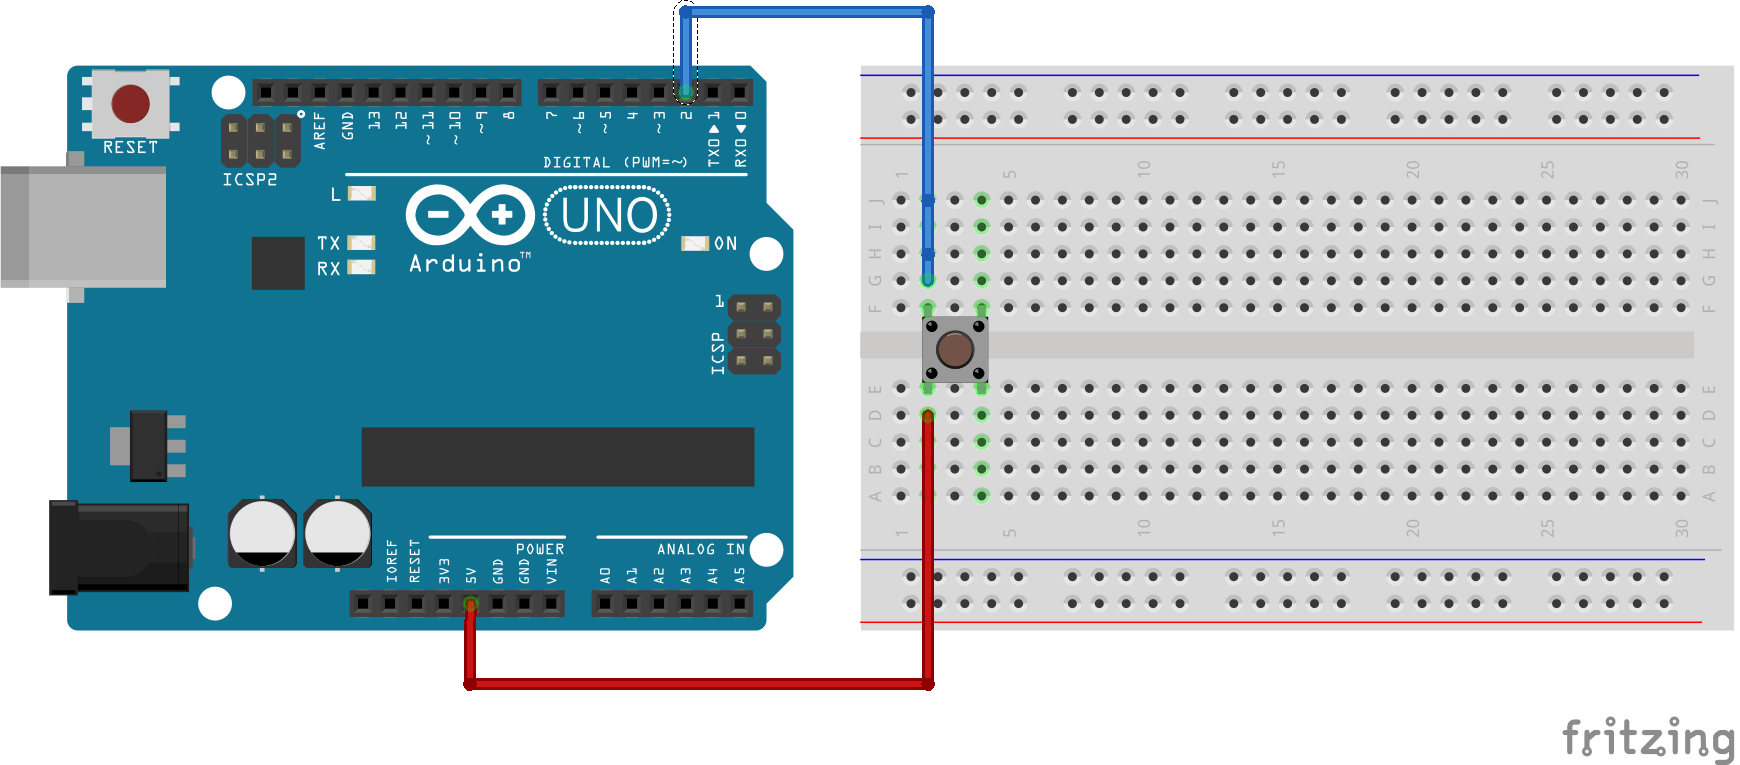 RESET
ICSP2
AREF
GND
13
12
~11
~10
~9
8
7
~6
~5
4
~3
2
TXO▶1
RXO◀0
DIGITAL (PWM=~)
L
TX
RX
UNO
Arduino™
ON
1
ICSP
IOREF
RESET
3V3
5V
GND
GND
VIN
POWER
ANALOG IN
A0
A1
A2
A3
A4
A5
1 5 10 15 20 25 30
J J
I I
H H
G G
F F
E E
D D
C C
B B
A A
1 5 10 15 20 25 30
fritzing